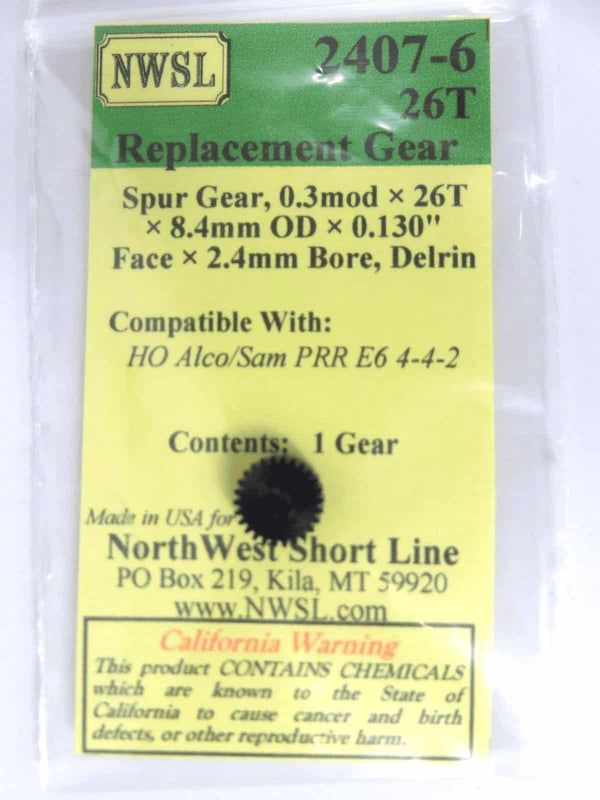 NWSL
2407-6
26T
Replacement Gear
Spur Gear, 0.3mod × 26T
× 8.4mm OD × 0.130"
Face × 2.4mm Bore, Delrin
Compatible With:
HO Alco/Sam PRR E6 4-4-2
Contents: 1 Gear
Made in USA for
NorthWest Short Line
PO Box 219, Kila, MT 59920
www.NWSL.com
California Warning
This product CONTAINS CHEMICALS
which are known to the State of
California to cause cancer and birth
defects, or other reproductive harm.